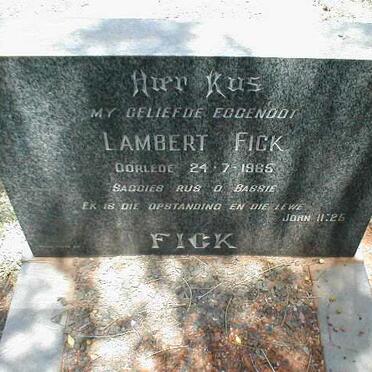 Hier Rus
MY GELIEFDE EGGENOOT
LAMBERT FICK
OORLEDE 24-7-1965
SAGGIES RUS O BASSIE
EK IS DIE OPSTANDING EN DIE LEWE
JOHN 11:25
FICK